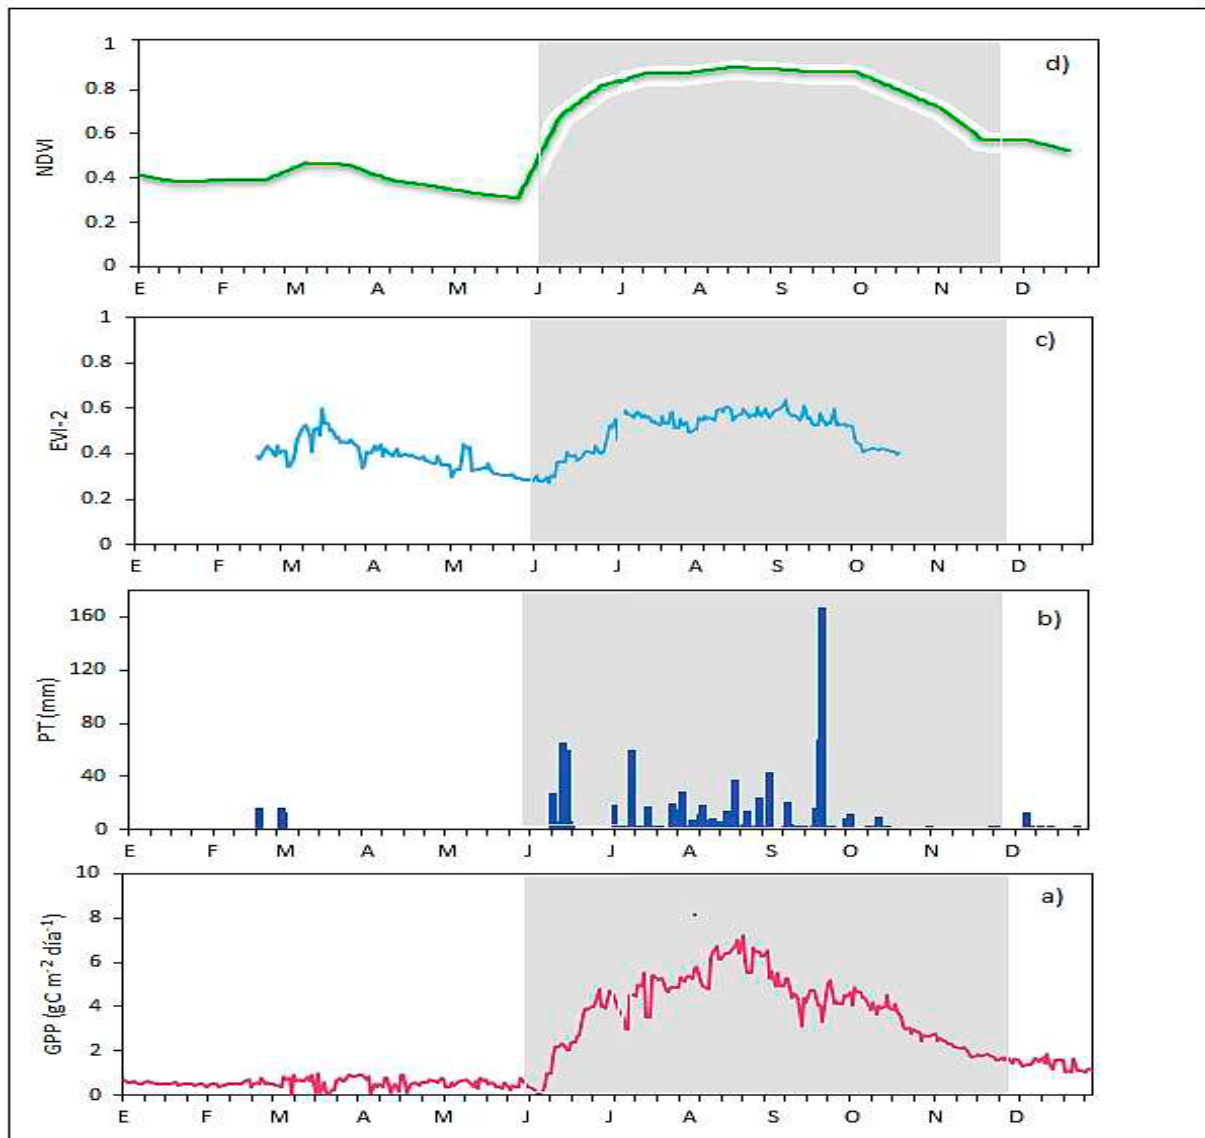 d)
NDVI
1
0.8
0.6
0.4
0.2
0
E F M A M J J A S O N D
c)
EVI-2
1
0.8
0.6
0.4
0.2
0
E F M A M J J A S O N D
b)
PT (mm)
160
120
80
40
0
E F M A M J J A S O N D
a)
GPP (gC m⁻² día⁻¹)
10
8
6
4
2
0
E F M A M J J A S O N D